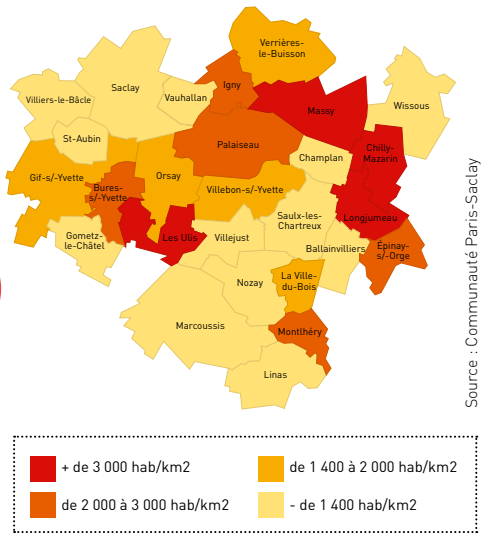 Verrières-
le-Buisson
Igny
Saclay
Villiers-le-Bâcle
Vauhallan
Massy
Wissous
St-Aubin
Palaiseau
Champlan
Chilly-
Mazarin
Gif-s/-Yvette
Bures-
s/-Yvette
Orsay
Villebon-s/-Yvette
Saulx-les-
Chartreux
Longjumeau
Gometz-
le-Châtel
Les Ulis
Villejust
Ballainvilliers
Épinay-
s/-Orge
Nozay
La Ville-
du-Bois
Marcoussis
Montlhéry
Linas
Source : Communauté Paris-Saclay
+ de 3 000 hab/km2
de 1 400 à 2 000 hab/km2
de 2 000 à 3 000 hab/km2
- de 1 400 hab/km2